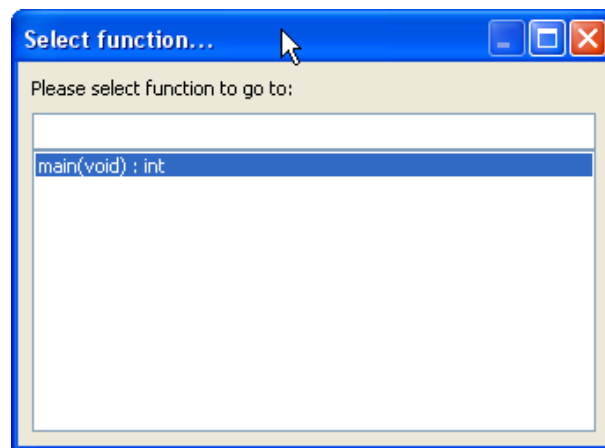 Select function...
Please select function to go to:
main(void) : int